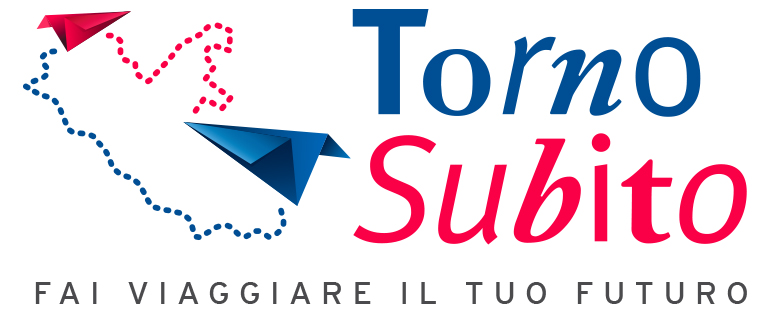 Torno
Subito
FAI VIAGGIARE IL TUO FUTURO